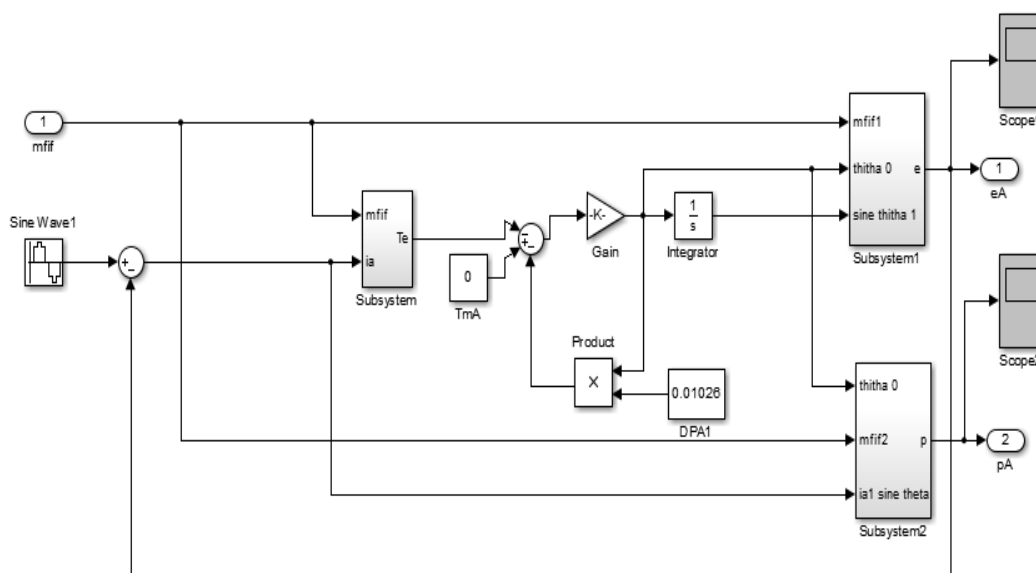 Scope
1
mfif
mfif1
thitha 0
e
sine thitha 1
Subsystem1
1
eA
Sine Wave1
mfif
Te
ia
Subsystem
0
TmA
-K-
Gain
1
s
Integrator
Product
X
0.01026
DPA1
Scope
thitha 0
mfif2
p
ia1 sine theta
Subsystem2
2
pA